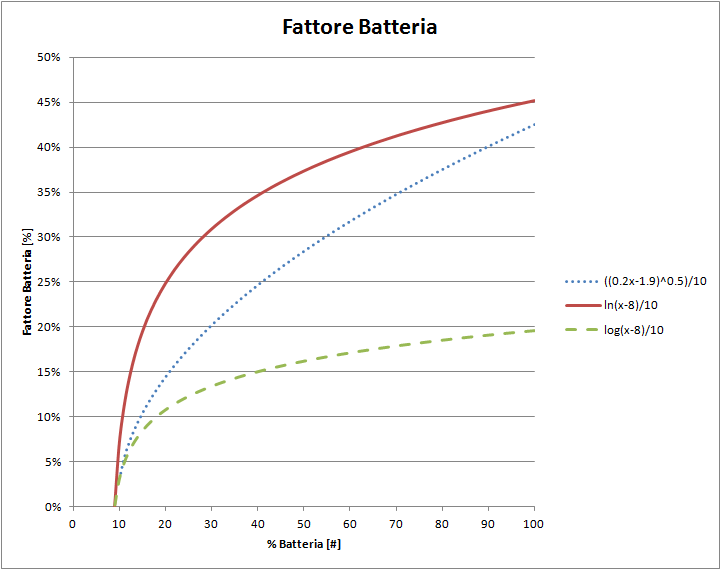 Fattore Batteria
50%
45%
40%
35%
30%
25%
20%
15%
10%
5%
0%
Fattore Batteria [%]
0 10 20 30 40 50 60 70 80 90 100
% Batteria [#]
((0.2x-1.9)^0.5)/10
ln(x-8)/10
log(x-8)/10